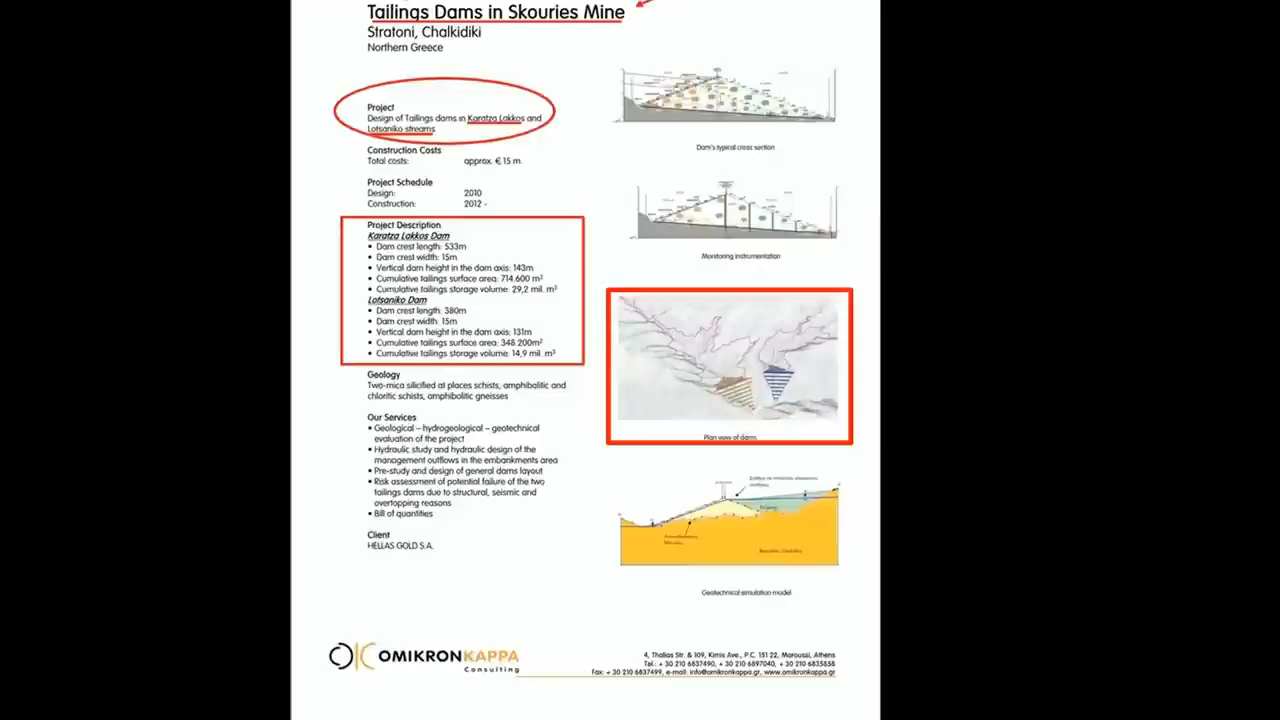 Tailings Dams in Skouries Mine
Stratoni, Chalkidiki
Northern Greece
Project
Design of Tailings dams in Karatza Lakkos and
Lotsaniko streams
Construction Costs
Total costs: approx. € 15 m.
Project Schedule
Design: 2010
Construction: 2012 -
Project Description
Karatza Lakkos Dam
• Dam crest length: 533m
• Dam crest width: 15m
• Vertical dam height in the dam axis: 143m
• Cumulative tailings surface area: 714.600 m²
• Cumulative tailings storage volume: 29,2 mil. m³
Lotsaniko Dam
• Dam crest length: 380m
• Dam crest width: 15m
• Vertical dam height in the dam axis: 131m
• Cumulative tailings surface area: 348.200m²
• Cumulative tailings storage volume: 14,9 mil. m³
Geology
Two-mica silicified at places schists, amphibolitic and
chloritic schists, amphibolitic gneisses
Our Services
• Geological – hydrogeological – geotechnical
evaluation of the project
• Hydraulic study and hydraulic design of the
management outflows in the embankments area
• Pre-study and design of general dams layout
• Risk assessment of potential failure of the two
tailings dams due to structural, seismic and
overtopping reasons
• Bill of quantities
Client
HELLAS GOLD S.A.
Dam's typical cross section
Monitoring instrumentation
Plan view of dams
Geotechnical simulation model
OMIKRONKAPPA
Consulting
4, Thalias Str. & 109, Kimis Ave., P.C. 151 22, Maroussi, Athens
Tel.: + 30 210 6837490, + 30 210 6897040, + 30 210 6835858
Fax: + 30 210 6837499, e-mail: info@omikronkappa.gr, www.omikronkappa.gr